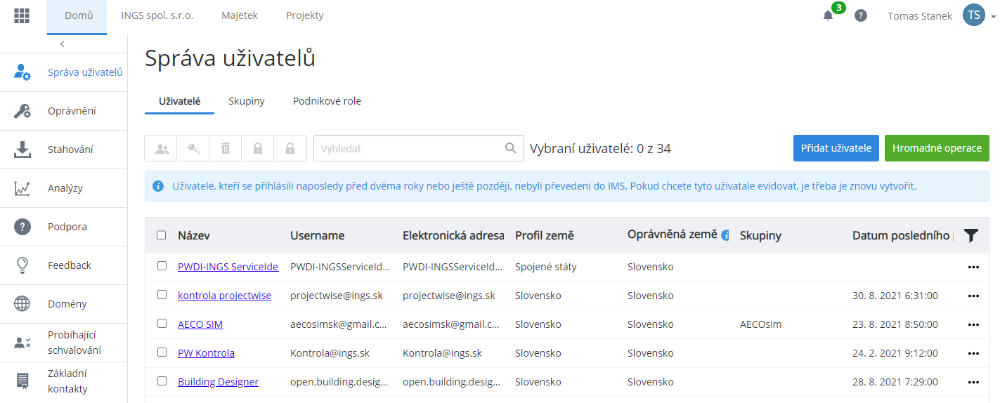 Domů INGS spol. s.r.o. Majetek Projekty 3 ? Tomas Stanek TS
Správa uživatelů
Oprávnění
Stahování
Analýzy
Podpora
Feedback
Domény
Probíhající
schvalování
Základní
kontakty
Správa uživatelů
Uživatelé Skupiny Podnikové role
Vyhledat Vybraní uživatelé: 0 z 34 Přidat uživatele Hromadné operace
Uživatelé, kteří se přihlásili naposledy před dvěma roky nebo ještě později, nebyli převedeni do IMS. Pokud chcete tyto uživatale evidovat, je třeba je znovu vytvořit.
Název Username Elektronická adresa Profil země Oprávněná země Skupiny Datum posledního
PWDI-INGS ServiceIde PWDI-INGSServiceId... PWDI-INGSServiceId... Spojené státy Slovensko
kontrola projectwise projectwise@ings.sk projectwise@ings.sk Slovensko Slovensko 30. 8. 2021 6:31:00
AECO SIM aecosimsk@gmail.c... aecosimsk@gmail.c... Slovensko Slovensko AECOsim 23. 8. 2021 8:50:00
PW Kontrola Kontrola@ings.sk Kontrola@ings.sk Slovensko Slovensko 24. 2. 2021 9:12:00
Building Designer open.building.desig... open.building.desig... Slovensko Slovensko 28. 8. 2021 7:29:00